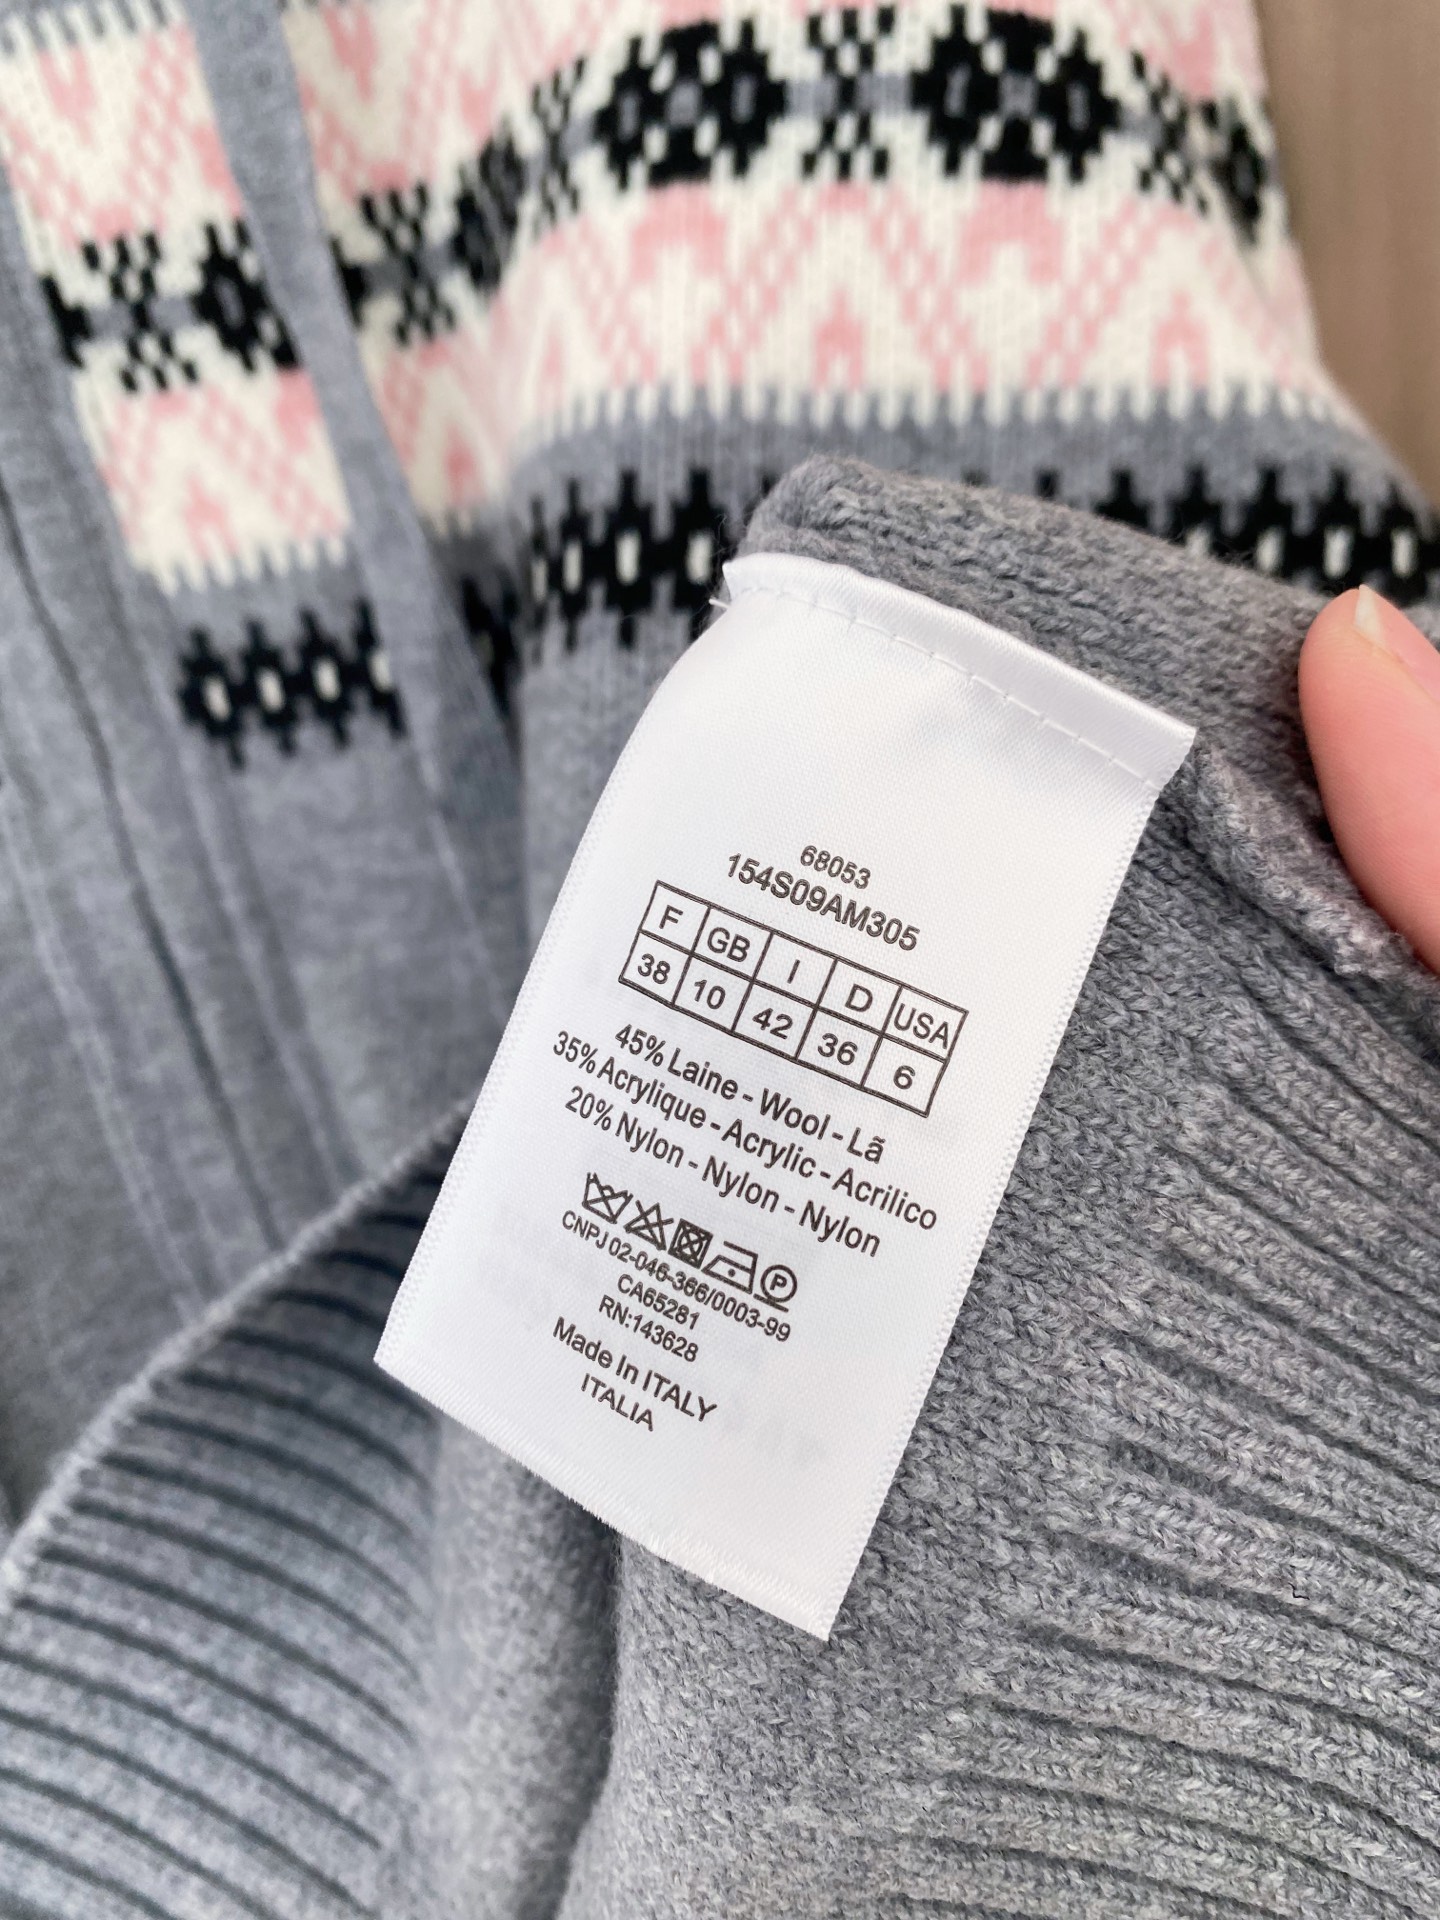 68053
154S09AM305
F GB I D USA
38 10 42 36 6
45% Laine - Wool - Lã
35% Acrylique - Acrylic - Acrilico
20% Nylon - Nylon - Nylon
P
CNPJ 02-046-366/0003-99
CA65281
RN:143628
Made In ITALY
ITALIA